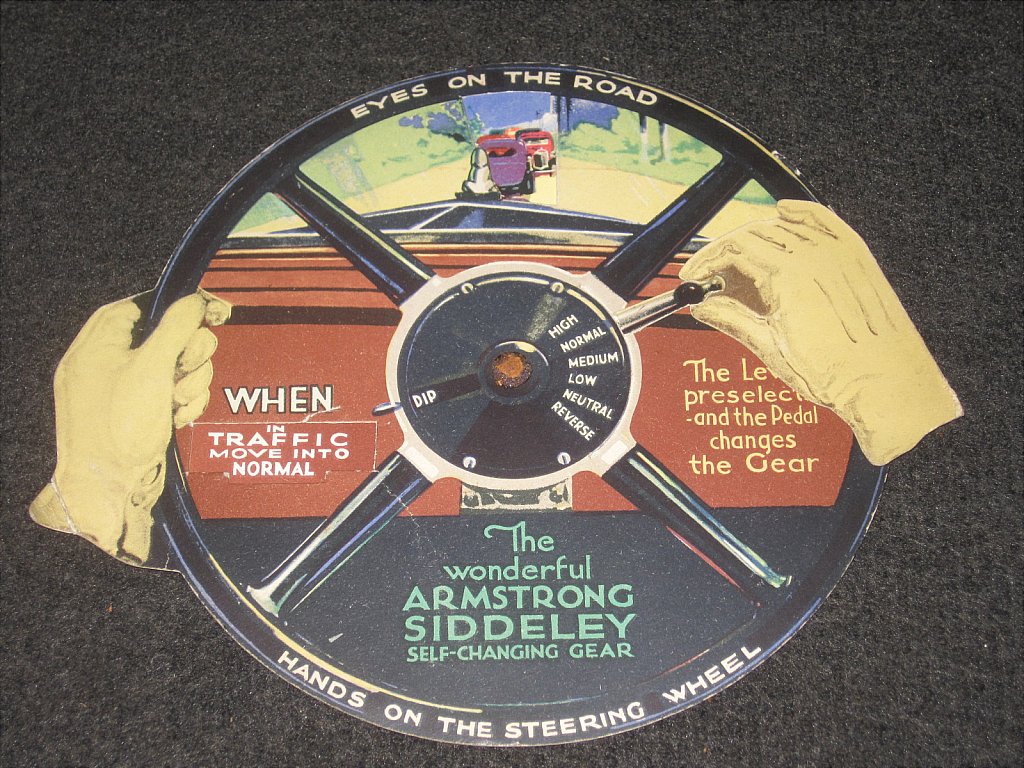 EYES ON THE ROAD
HIGH
NORMAL
MEDIUM
LOW
NEUTRAL
REVERSE
DIP
WHEN
IN
TRAFFIC
MOVE INTO
NORMAL
The
preselect
-and the Pedal
changes
the Gear
The
wonderful
ARMSTRONG
SIDDELEY
SELF-CHANGING GEAR
HANDS ON THE STEERING WHEEL